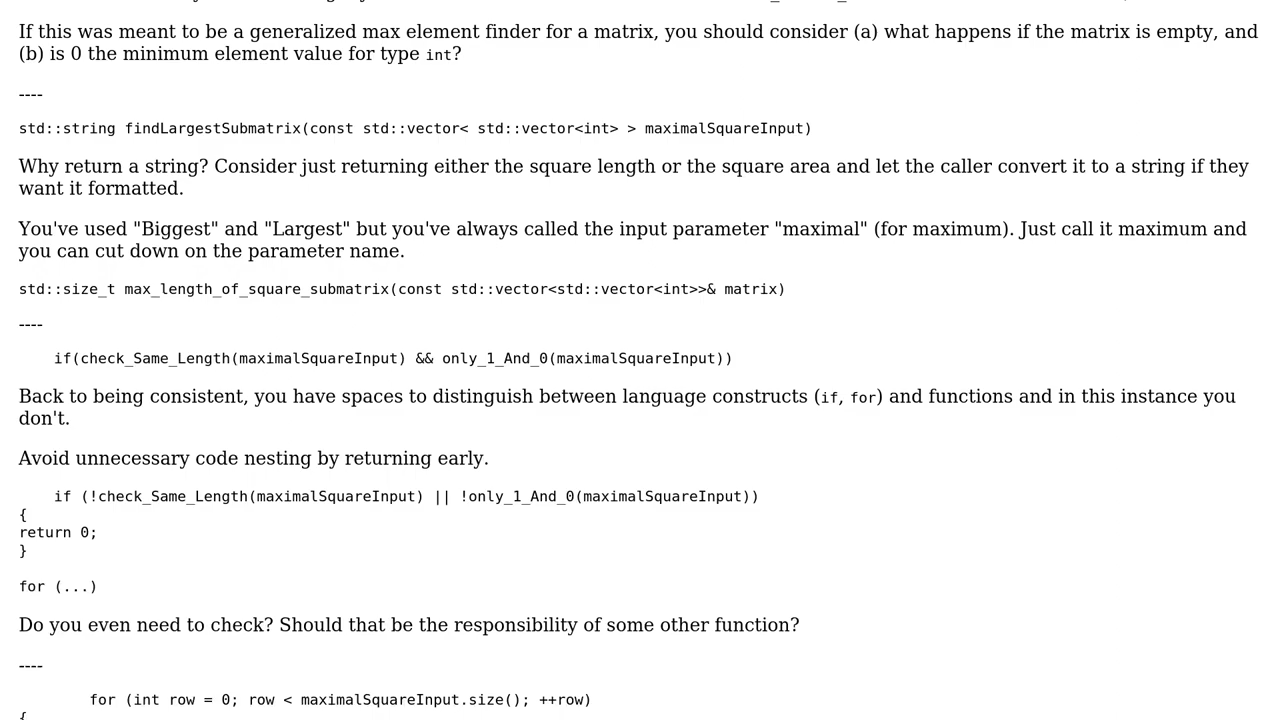 If this was meant to be a generalized max element finder for a matrix, you should consider (a) what happens if the matrix is empty, and
(b) is 0 the minimum element value for type int?
----
std::string findLargestSubmatrix(const std::vector< std::vector<int> > maximalSquareInput)
Why return a string? Consider just returning either the square length or the square area and let the caller convert it to a string if they
want it formatted.
You've used "Biggest" and "Largest" but you've always called the input parameter "maximal" (for maximum). Just call it maximum and
you can cut down on the parameter name.
std::size_t max_length_of_square_submatrix(const std::vector<std::vector<int>>& matrix)
----
    if(check_Same_Length(maximalSquareInput) && only_1_And_0(maximalSquareInput))
Back to being consistent, you have spaces to distinguish between language constructs (if, for) and functions and in this instance you
don't.
Avoid unnecessary code nesting by returning early.
    if (!check_Same_Length(maximalSquareInput) || !only_1_And_0(maximalSquareInput))
{
return 0;
}
for (...)
Do you even need to check? Should that be the responsibility of some other function?
----
        for (int row = 0; row < maximalSquareInput.size(); ++row)
{